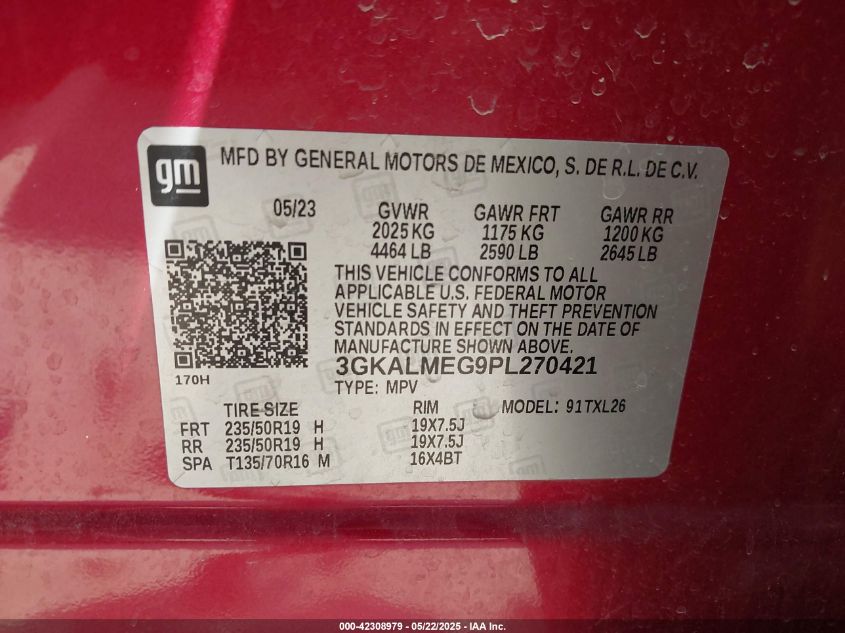 gm
MFD BY GENERAL MOTORS DE MEXICO, S. DE R.L. DE C.V.
05/23 GVWR GAWR FRT GAWR RR
2025 KG 1175 KG 1200 KG
4464 LB 2590 LB 2645 LB
THIS VEHICLE CONFORMS TO ALL
APPLICABLE U.S. FEDERAL MOTOR
VEHICLE SAFETY AND THEFT PREVENTION
STANDARDS IN EFFECT ON THE DATE OF
MANUFACTURE SHOWN ABOVE.
170H
3GKALMEG9PL270421
TYPE: MPV
TIRE SIZE RIM MODEL: 91TXL26
FRT 235/50R19 H 19X7.5J
RR 235/50R19 H 19X7.5J
SPA T135/70R16 M 16X4BT
000-42308979 - 05/22/2025 - IAA Inc.